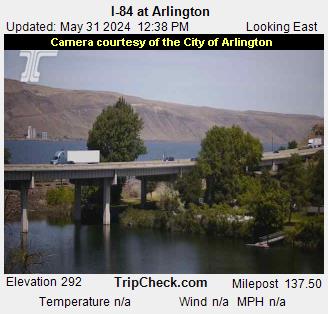 I-84 at Arlington
Updated: May 31 2024 12:38 PM Looking East
Camera courtesy of the City of Arlington
Elevation 292 TripCheck.com Milepost 137.50
Temperature n/a Wind n/a MPH n/a